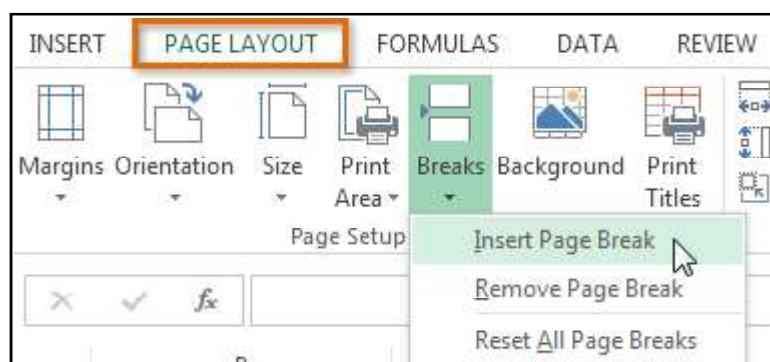 INSERT PAGE LAYOUT FORMULAS DATA REVIEW
Margins Orientation Size Print Area Breaks Background Print Titles
Page Setup
Insert Page Break
Remove Page Break
Reset All Page Breaks
fx